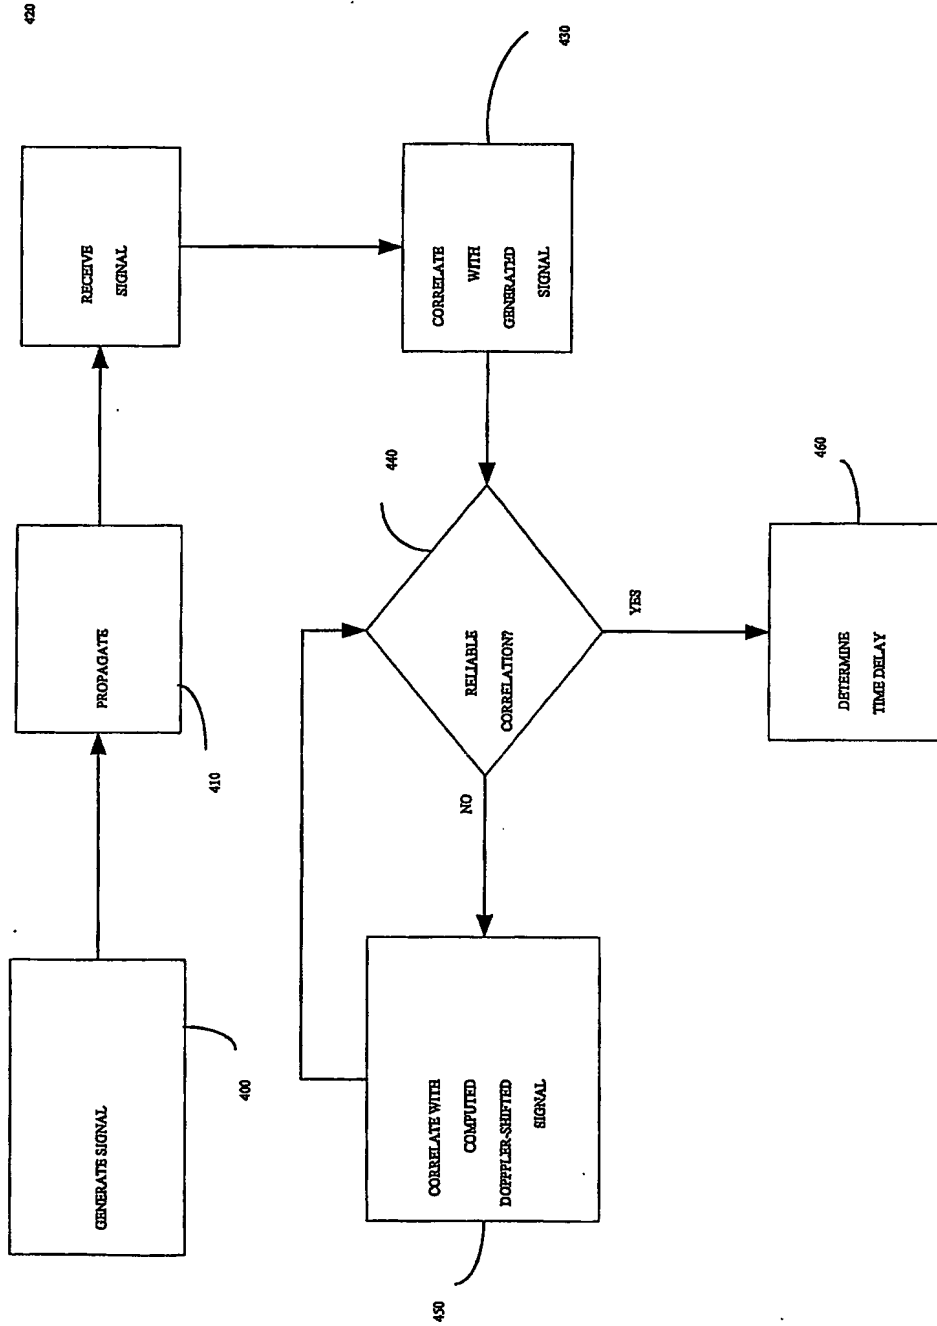 GENERATE SIGNAL
400
PROPAGATE
410
RECEIVE
SIGNAL
420
CORRELATE
WITH
GENERATED
SIGNAL
430
RELIABLE
CORRELATION?
440
NO
CORRELATE WITH
COMPUTED
DOPPPLER-SHIFTED
SIGNAL
450
YES
DETERMINE
TIME DELAY
460